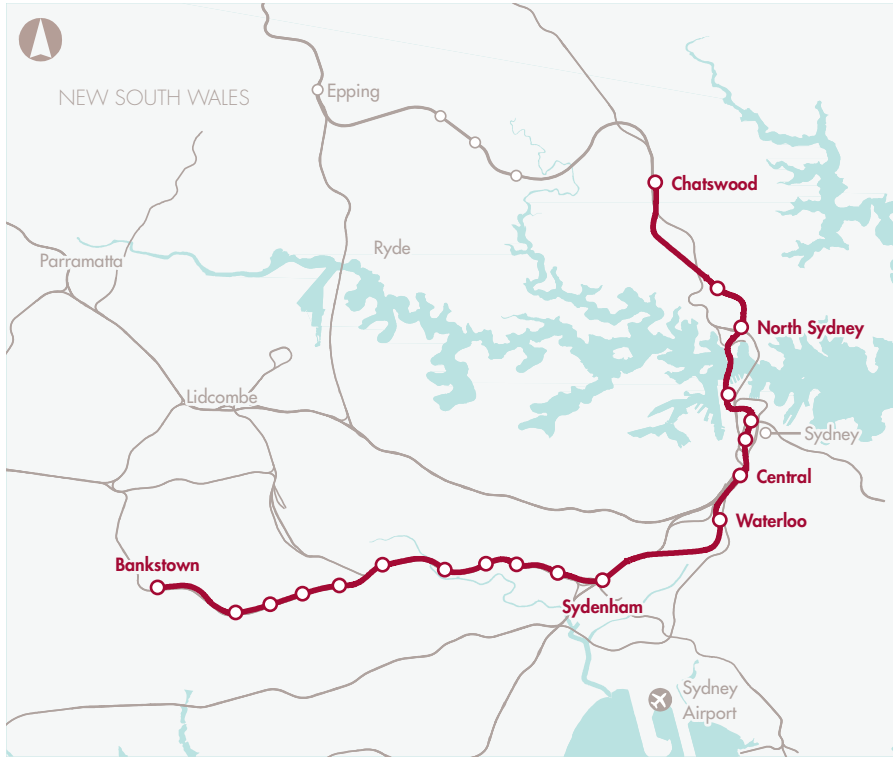 Epping
NEW SOUTH WALES
Chatswood
Ryde
Parramatta
North Sydney
Lidcombe
Sydney
Central
Waterloo
Bankstown
Sydenham
Sydney
Airport